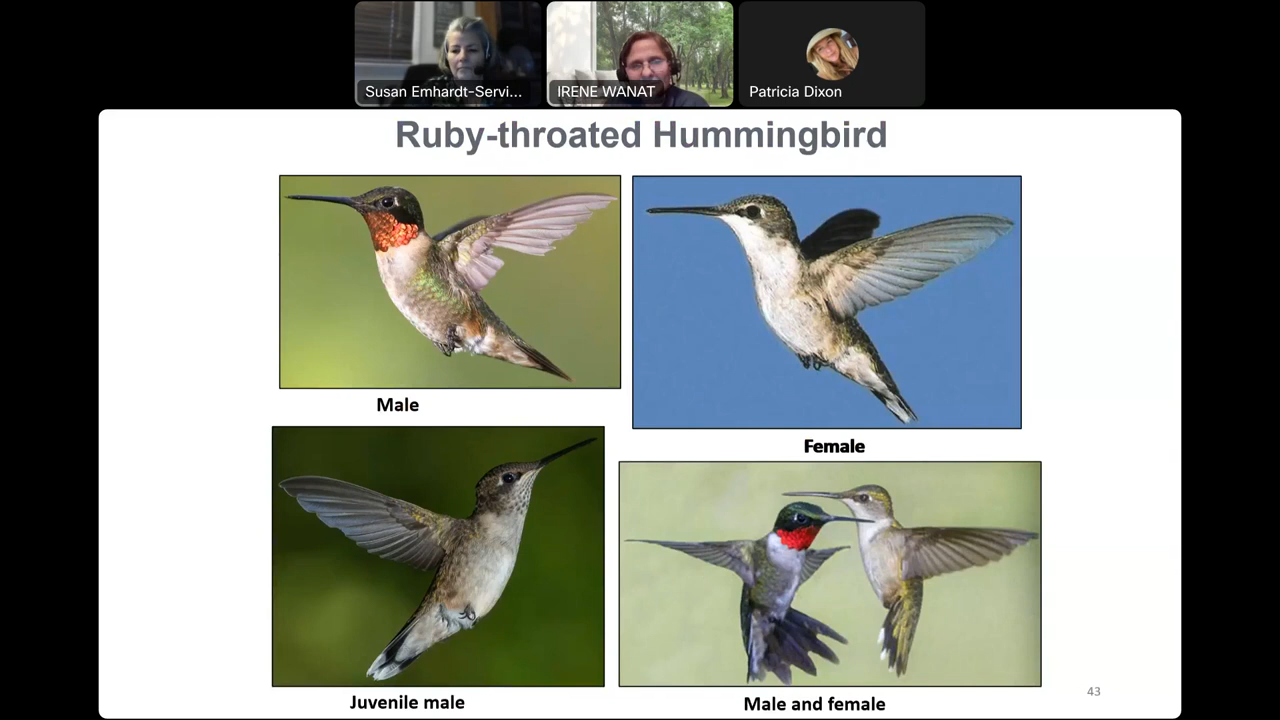 Susan Emhardt-Servi...
IRENE WANAT
Patricia Dixon
Ruby-throated Hummingbird
Male
Female
Juvenile male
Male and female
43